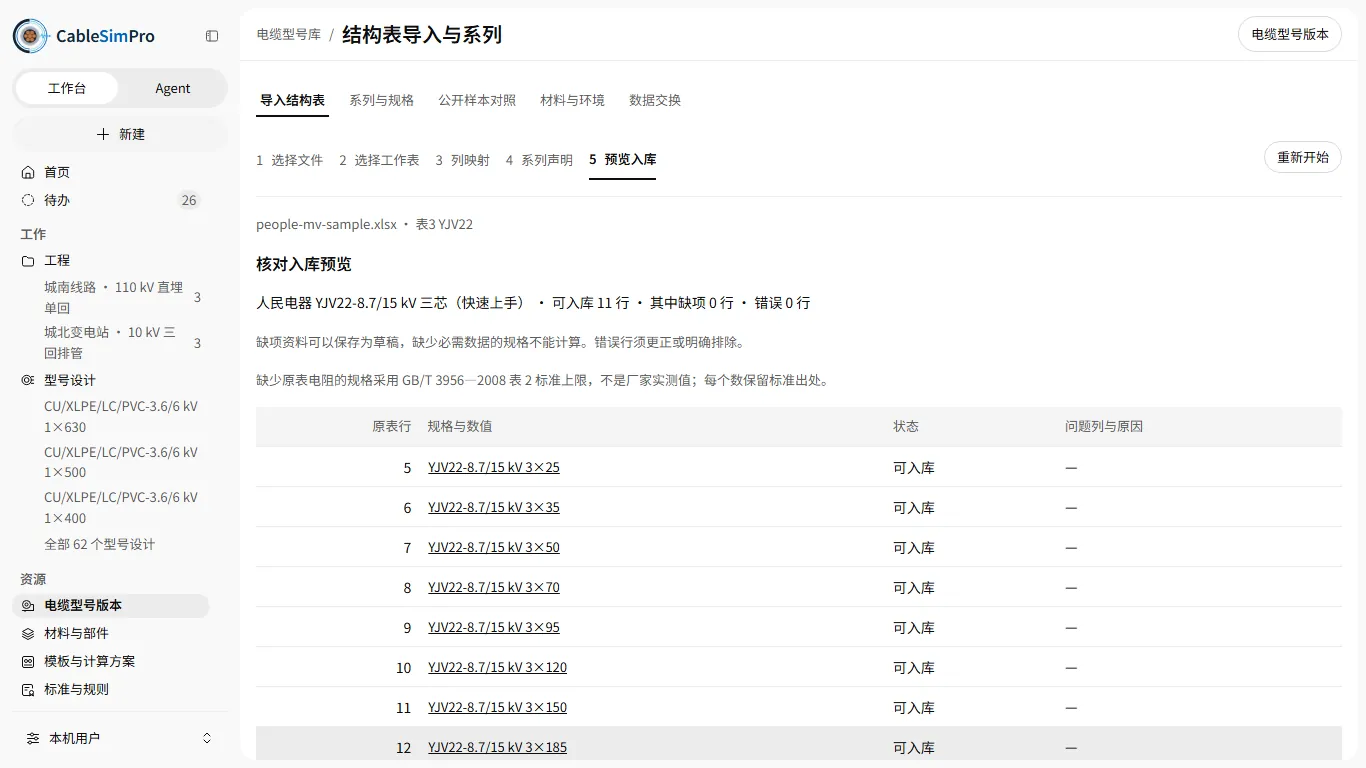 CableSimPro
工作台
Agent
新建
首页
待办
26
工作
工程
城南线路 · 110 kV 直埋
单回
3
城北变电站 · 10 kV 三
回排管
3
型号设计
CU/XLPE/LC/PVC-3.6/6 kV
1×630
CU/XLPE/LC/PVC-3.6/6 kV
1×500
CU/XLPE/LC/PVC-3.6/6 kV
1×400
全部 62 个型号设计
资源
电缆型号版本
材料与部件
模板与计算方案
标准与规则
本机用户
电缆型号库 / 结构表导入与系列
电缆型号版本
导入结构表
系列与规格
公开样本对照
材料与环境
数据交换
1 选择文件
2 选择工作表
3 列映射
4 系列声明
5 预览入库
重新开始
people-mv-sample.xlsx · 表3 YJV22
核对入库预览
人民电器 YJV22-8.7/15 kV 三芯（快速上手） · 可入库 11 行 · 其中缺项 0 行 · 错误 0 行
缺项资料可以保存为草稿，缺少必需数据的规格不能计算。错误行须更正或明确排除。
缺少原表电阻的规格采用 GB/T 3956—2008 表 2 标准上限，不是厂家实测值；每个数保留标准出处。
原表行 规格与数值 状态 问题列与原因
5 YJV22-8.7/15 kV 3×25 可入库 —
6 YJV22-8.7/15 kV 3×35 可入库 —
7 YJV22-8.7/15 kV 3×50 可入库 —
8 YJV22-8.7/15 kV 3×70 可入库 —
9 YJV22-8.7/15 kV 3×95 可入库 —
10 YJV22-8.7/15 kV 3×120 可入库 —
11 YJV22-8.7/15 kV 3×150 可入库 —
12 YJV22-8.7/15 kV 3×185 可入库 —